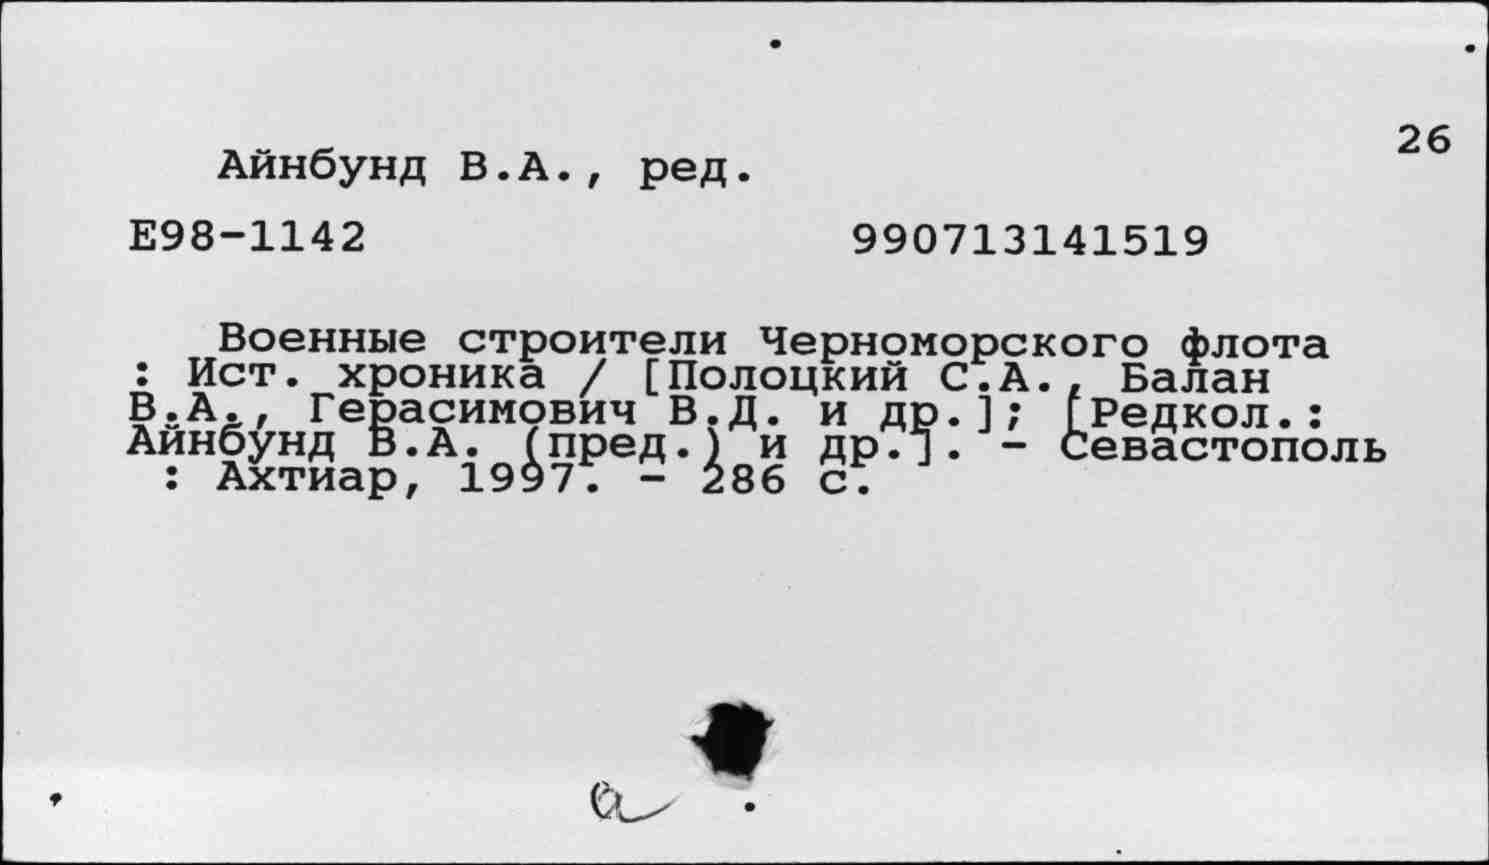 26
Айнбунд В.А., ред.
Е98-1142 990713141519
Военные строители Черноморского флота
: Ист. хроника / [Полоцкий С.А., Балан
В.А., Герасимович В.Д. и др.]; [Редкол.:
Айнбунд В.А. (пред.) и др.]. - Севастополь
: Ахтиар, 1997. - 286 с.